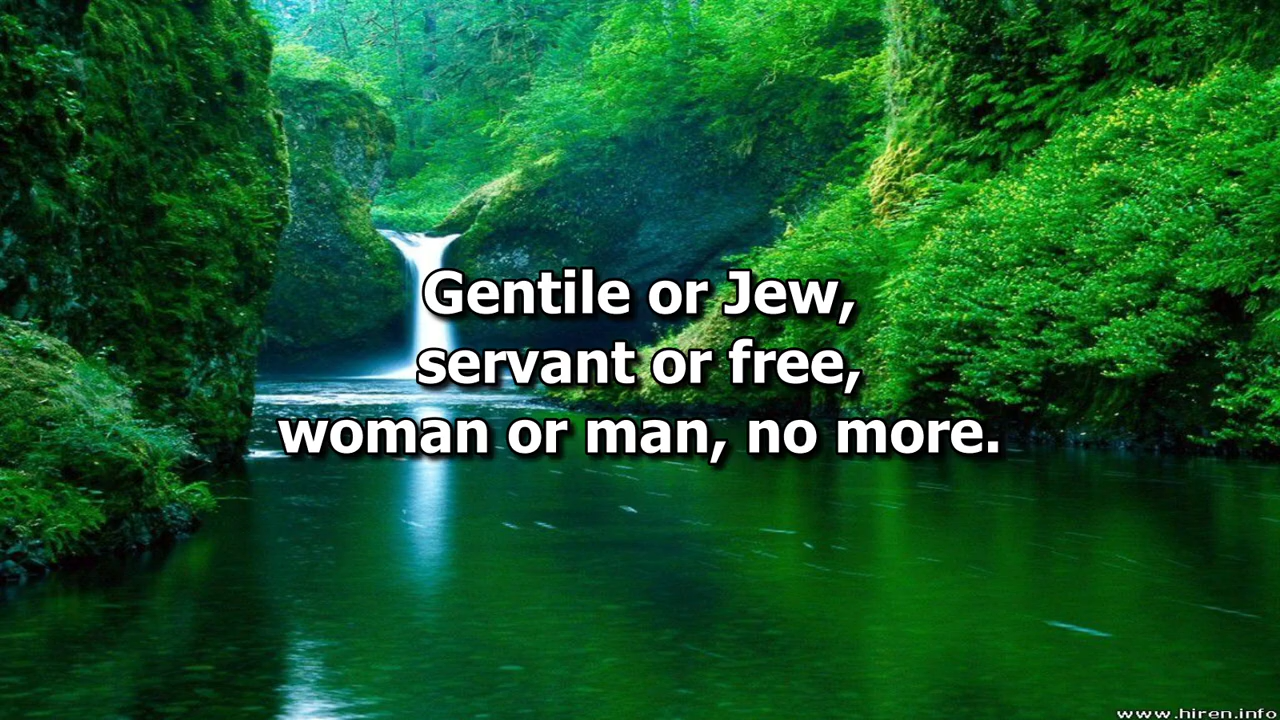 Gentile or Jew,
servant or free,
woman or man, no more.
www.hiren.info